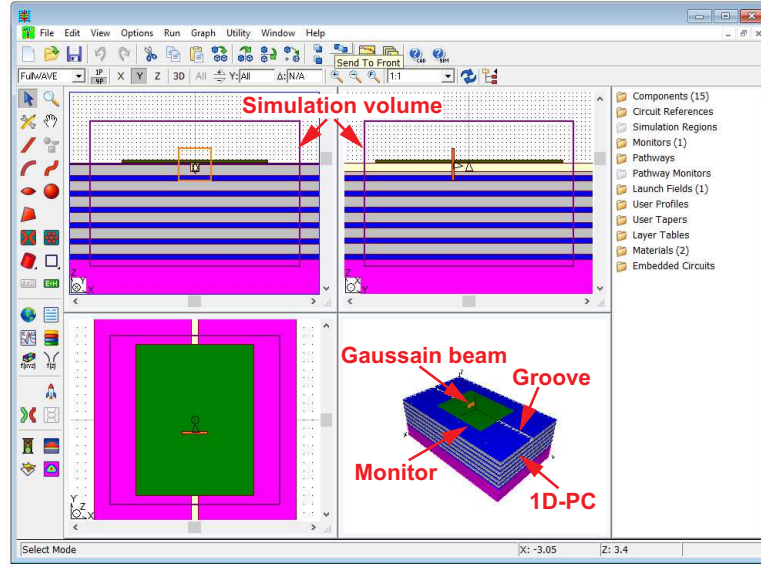 File Edit View Options Run Graph Utility Window Help
Send To Front
FullWAVE 1P NP X Y Z 3D All Y: All Δ: N/A 1:1
Simulation volume
Components (15)
Circuit References
Simulation Regions
Monitors (1)
Pathways
Pathway Monitors
Launch Fields (1)
User Profiles
User Tapers
Layer Tables
Materials (2)
Embedded Circuits
Z Y X
Z X Y
Gaussain beam
Groove
Monitor
1D-PC
Y Z X
Select Mode X: -3.05 Z: 3.4